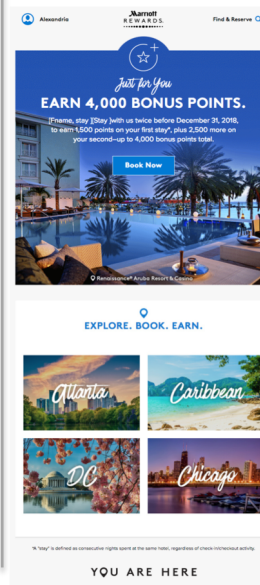 Alexandria
Marriott
REWARDS
Find & Reserve
Just for You
EARN 4,000 BONUS POINTS.
[Fname, stay ][Stay ]with us twice before December 31, 2018,
to earn 1,500 points on your first stay*, plus 2,500 more on
your second—up to 4,000 bonus points total.
Book Now
Renaissance® Aruba Resort & Casino
EXPLORE. BOOK. EARN.
Atlanta
Caribbean
DC
Chicago
*A "stay" is defined as consecutive nights spent at the same hotel, regardless of check-in/checkout activity.
YOU ARE HERE